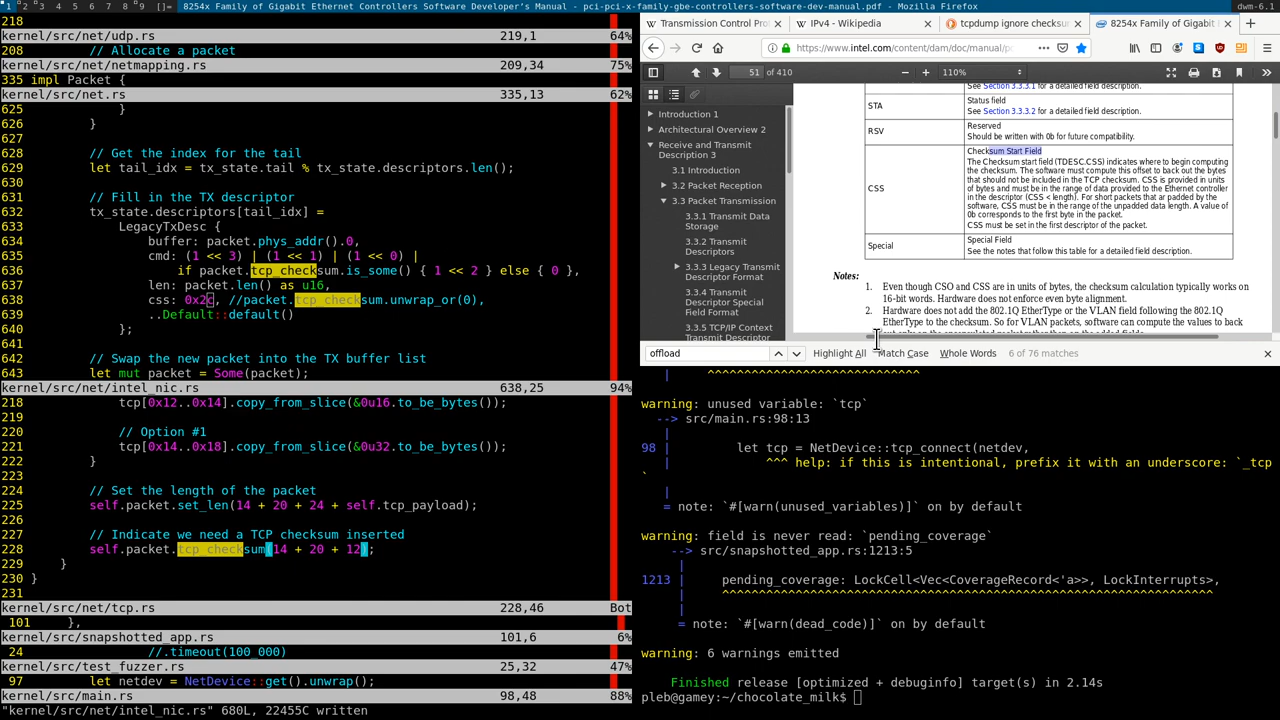 1 2 3 4 5 6 7 8 9 []= 8254x Family of Gigabit Ethernet Controllers Software Developer's Manual - pci-pci-x-family-gbe-controllers-software-dev-manual.pdf - Mozilla Firefox dwm-6.1
218
kernel/src/net/udp.rs 219,1 64%
208 // Allocate a packet
kernel/src/net/netmapping.rs 209,34 75%
335 impl Packet {
kernel/src/net.rs 335,13 62%
625 }
626 }
627
628 // Get the index for the tail
629 let tail_idx = tx_state.tail % tx_state.descriptors.len();
630
631 // Fill in the TX descriptor
632 tx_state.descriptors[tail_idx] =
633 LegacyTxDesc {
634 buffer: packet.phys_addr().0,
635 cmd: (1 << 3) | (1 << 1) | (1 << 0) |
636 if packet.tcp_checksum.is_some() { 1 << 2 } else { 0 },
637 len: packet.len() as u16,
638 css: 0x2, //packet.tcp_checksum.unwrap_or(0),
639 ..Default::default()
640 };
641
642 // Swap the new packet into the TX buffer list
643 let mut packet = Some(packet);
kernel/src/net/intel_nic.rs 638,25 94%
218 tcp[0x12..0x14].copy_from_slice(&0u16.to_be_bytes());
219
220 // Option #1
221 tcp[0x14..0x18].copy_from_slice(&0u32.to_be_bytes());
222 }
223
224 // Set the length of the packet
225 self.packet.set_len(14 + 20 + 24 + self.tcp_payload);
226
227 // Indicate we need a TCP checksum inserted
228 self.packet.tcp_checksum(14 + 20 + 12);
229 }
230 }
231
kernel/src/net/tcp.rs 228,46 Bot
101 },
kernel/src/snapshotted_app.rs 101,6 6%
24 //.timeout(100_000)
kernel/src/test_fuzzer.rs 25,32 47%
97 let netdev = NetDevice::get().unwrap();
kernel/src/main.rs 98,48 88%
"kernel/src/net/intel_nic.rs" 680L, 22455C written
Transmission Control Pro
IPv4 - Wikipedia
tcpdump ignore checksum
8254x Family of Gigabit
https://www.intel.com/content/dam/doc/manual/pc
51 of 410
110%
Introduction 1
Architectural Overview 2
Receive and Transmit
Description 3
3.1 Introduction
3.2 Packet Reception
3.3 Packet Transmission
3.3.1 Transmit Data
Storage
3.3.2 Transmit
Descriptors
3.3.3 Legacy Transmit
Descriptor Format
3.3.4 Transmit
Descriptor Special
Field Format
3.3.5 TCP/IP Context
Transmit Descriptor
See Section 3.3.3.1 for a detailed field description.
STA
Status field
See Section 3.3.3.2 for a detailed field description.
RSV
Reserved
Should be written with 0b for future compatibility.
CSS
Checksum Start Field
The Checksum start field (TDESC.CSS) indicates where to begin computing
the checksum. The software must compute this offset to back out the bytes
that should not be included in the TCP checksum. CSS is provided in units
of bytes and must be in the range of data provided to the Ethernet controller
in the descriptor (CSS < length). For short packets that ar padded by the
software, CSS must be in the range of the unpadded data length. A value of
0b corresponds to the first byte in the packet.
CSS must be set in the first descriptor of the packet.
Special
Special Field
See the notes that follow this table for a detailed field description.
Notes:
1. Even though CSO and CSS are in units of bytes, the checksum calculation typically works on
16-bit words. Hardware does not enforce even byte alignment.
2. Hardware does not add the 802.1Q EtherType or the VLAN field following the 802.1Q
EtherType to the checksum. So for VLAN packets, software can compute the values to back
offload
Highlight All Match Case Whole Words 6 of 76 matches
| ^^^^^^^^^^^^^^^^^^^^^^^^^^^^
warning: unused variable: `tcp`
--> src/main.rs:98:13
|
98 | let tcp = NetDevice::tcp_connect(netdev,
| ^^^ help: if this is intentional, prefix it with an underscore: `_tcp
`
|
= note: `#[warn(unused_variables)]` on by default
warning: field is never read: `pending_coverage`
--> src/snapshotted_app.rs:1213:5
|
1213 | pending_coverage: LockCell<Vec<CoverageRecord<'a>>, LockInterrupts>,
| ^^^^^^^^^^^^^^^^^^^^^^^^^^^^^^^^^^^^^^^^^^^^^^^^^^^^^^^^^^^^^^^^^^^
|
= note: `#[warn(dead_code)]` on by default
warning: 6 warnings emitted
Finished release [optimized + debuginfo] target(s) in 2.14s
pleb@gamey:~/chocolate_milk$